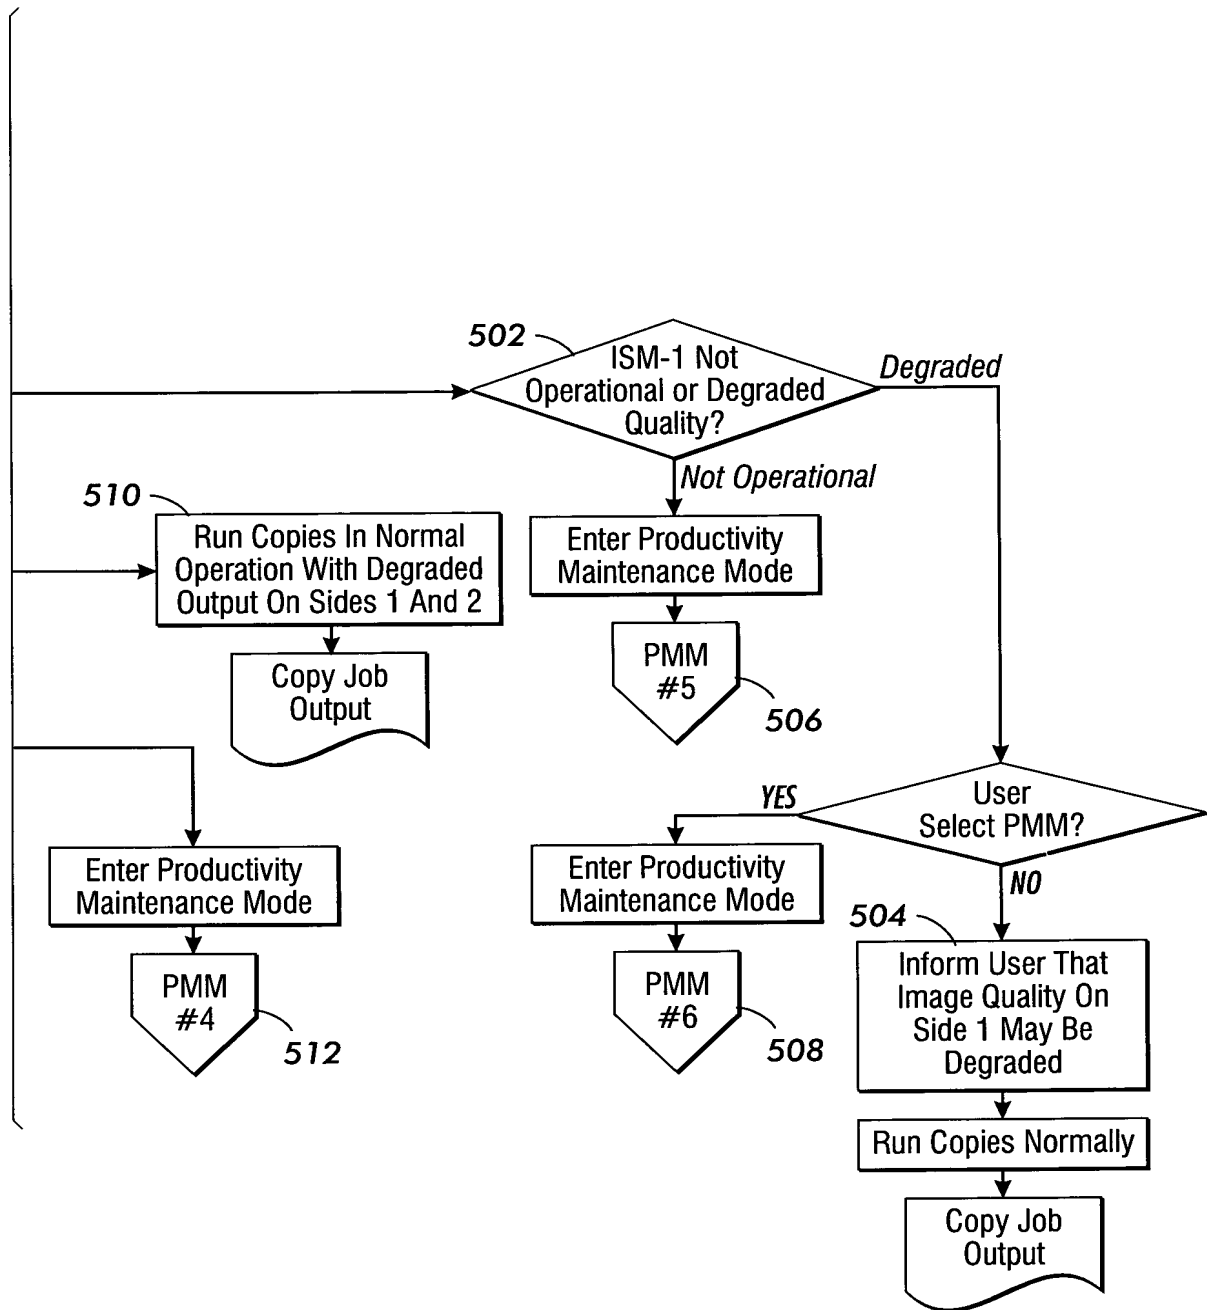 502
ISM-1 Not
Operational or Degraded
Quality?
Degraded
Not Operational
510
Run Copies In Normal
Operation With Degraded
Output On Sides 1 And 2
Enter Productivity
Maintenance Mode
Copy Job
Output
PMM
#5
506
User
Select PMM?
YES
NO
Enter Productivity
Maintenance Mode
Enter Productivity
Maintenance Mode
504
Inform User That
Image Quality On
Side 1 May Be
Degraded
PMM
#4
512
PMM
#6
508
Run Copies Normally
Copy Job
Output